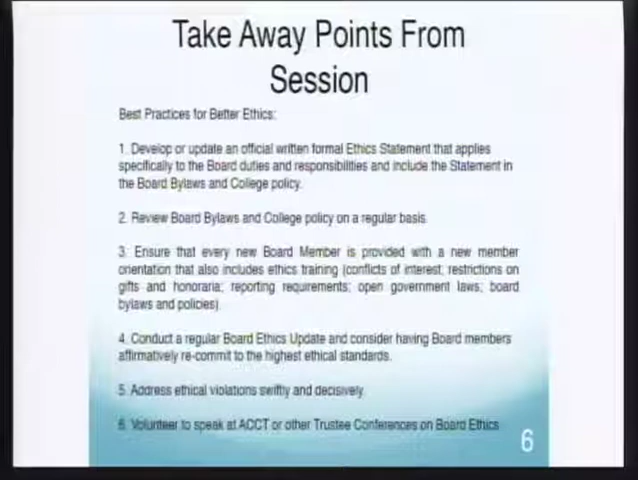 Take Away Points From
Session
Best Practices for Better Ethics:
1. Develop or update an official written formal Ethics Statement that applies
specifically to the Board duties and responsibilities and include the Statement in
the Board Bylaws and College policy.
2. Review Board Bylaws and College policy on a regular basis.
3. Ensure that every new Board Member is provided with a new member
orientation that also includes ethics training (conflicts of interest; restrictions on
gifts and honoraria; reporting requirements; open government laws; board
bylaws and policies).
4. Conduct a regular Board Ethics Update and consider having Board members
affirmatively re-commit to the highest ethical standards.
5. Address ethical violations swiftly and decisively.
6. Volunteer to speak at ACCT or other Trustee Conferences on Board Ethics
6